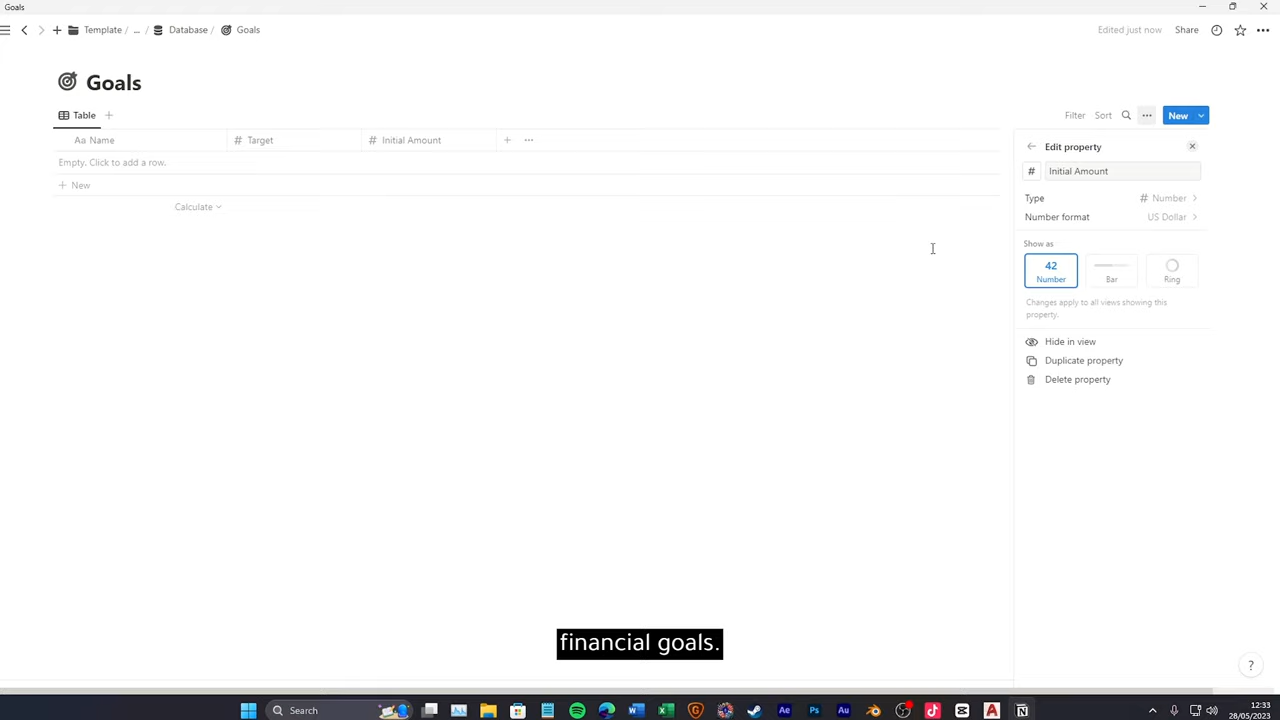 Goals
Template / ... / Database / Goals
Edited just now Share
Goals
Table
Filter Sort New
Aa Name # Target # Initial Amount
Empty. Click to add a row.
New
Calculate
Edit property
# Initial Amount
Type # Number
Number format US Dollar
Show as
42
Number Bar Ring
Changes apply to all views showing this
property.
Hide in view
Duplicate property
Delete property
financial goals.
?
Search
12:33
28/05/2023